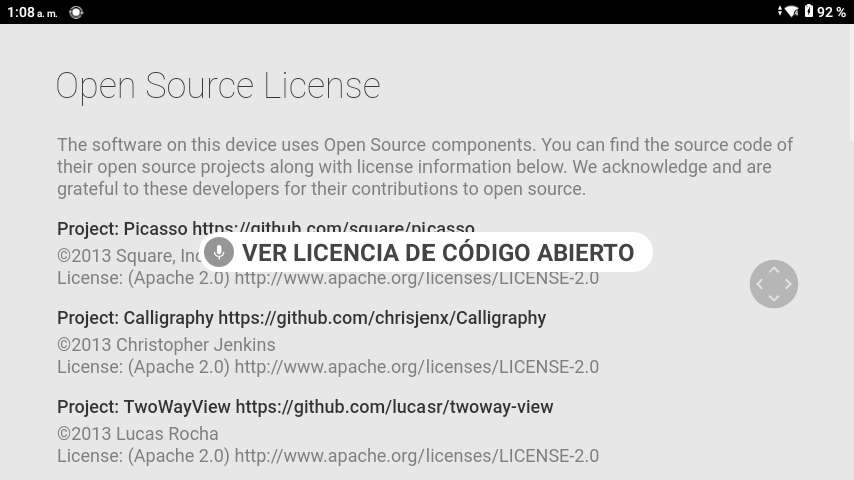 1:08 a. m.
92 %
Open Source License
The software on this device uses Open Source components. You can find the source code of
their open source projects along with license information below. We acknowledge and are
grateful to these developers for their contributions to open source.
Project: Picasso https://github.com/square/picasso
©2013 Square, Inc
VER LICENCIA DE CÓDIGO ABIERTO
License: (Apache 2.0) http://www.apache.org/licenses/LICENSE-2.0
Project: Calligraphy https://github.com/chrisjenx/Calligraphy
©2013 Christopher Jenkins
License: (Apache 2.0) http://www.apache.org/licenses/LICENSE-2.0
Project: TwoWayView https://github.com/lucasr/twoway-view
©2013 Lucas Rocha
License: (Apache 2.0) http://www.apache.org/licenses/LICENSE-2.0